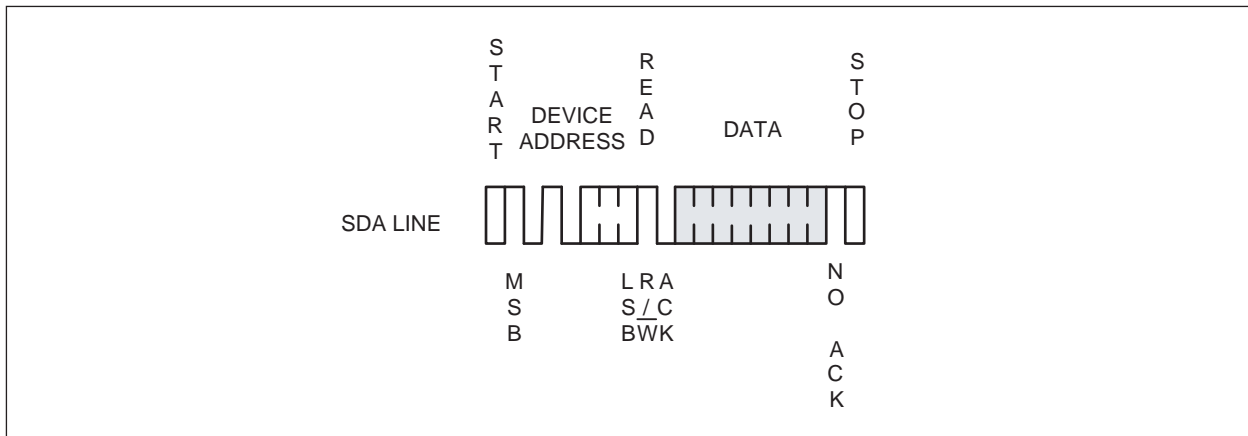 START
DEVICE
ADDRESS
READ
DATA
STOP
SDA LINE
MSB
LSB
R/W
ACK
NO ACK